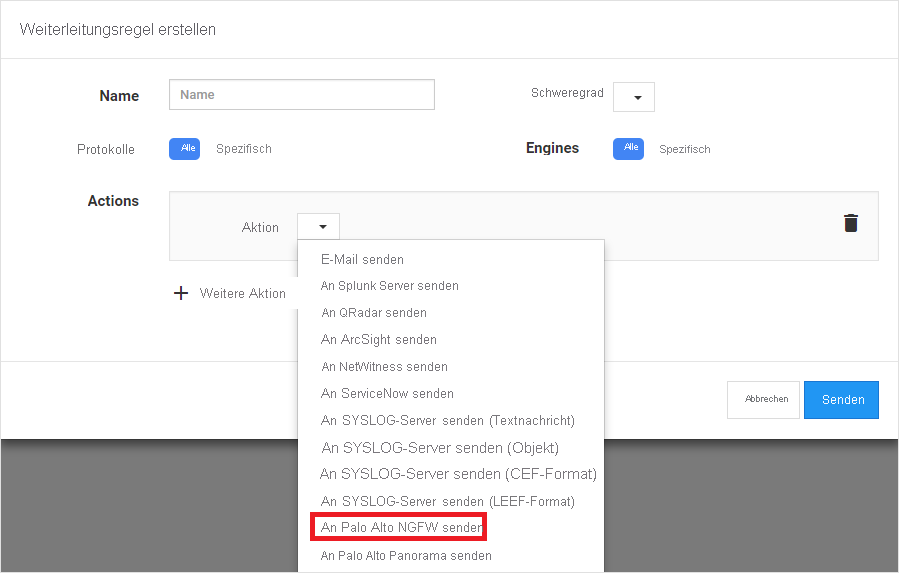 Weiterleitungsregel erstellen
Name Name Schweregrad
Protokolle Alle Spezifisch Engines Alle Spezifisch
Actions
Aktion
E-Mail senden
An Splunk Server senden
Weitere Aktion
An QRadar senden
An ArcSight senden
An NetWitness senden
An ServiceNow senden
Abbrechen Senden
An SYSLOG-Server senden (Textnachricht)
An SYSLOG-Server senden (Objekt)
An SYSLOG-Server senden (CEF-Format)
An SYSLOG-Server senden (LEEF-Format)
An Palo Alto NGFW senden
An Palo Alto Panorama senden